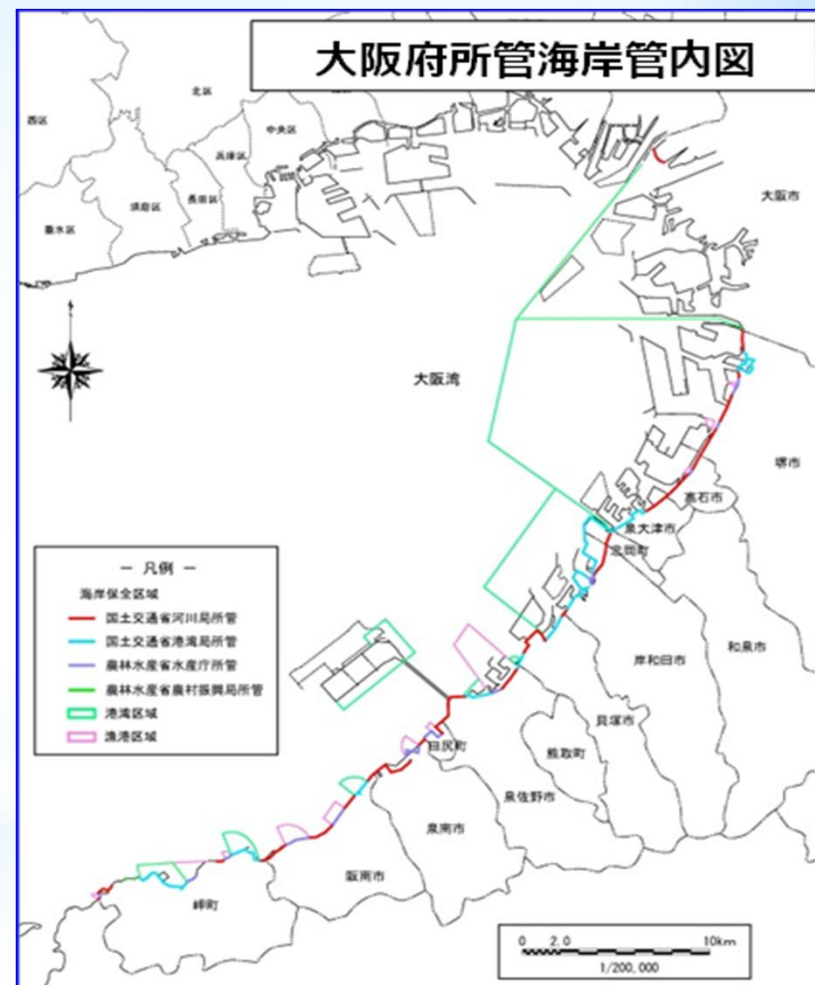 大阪府所管海岸管内図
北区
西区
中央区
兵庫区
長田区
須磨区
垂水区
大阪市
大阪湾
堺市
高石市
泉大津市
忠岡町
和泉市
岸和田市
貝塚市
熊取町
田尻町
泉佐野市
泉南市
阪南市
岬町
― 凡例 ―
海岸保全区域
国土交通省河川局所管
国土交通省港湾局所管
農林水産省水産庁所管
農林水産省農村振興局所管
港湾区域
漁港区域
0 2.0 10km
1/200,000